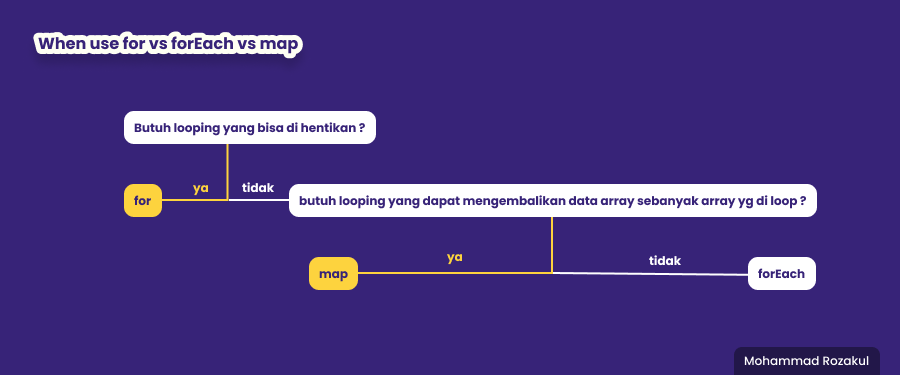 When use for vs forEach vs map
Butuh looping yang bisa di hentikan ?
ya
tidak
for
butuh looping yang dapat mengembalikan data array sebanyak array yg di loop ?
ya
tidak
map
forEach
Mohammad Rozakul